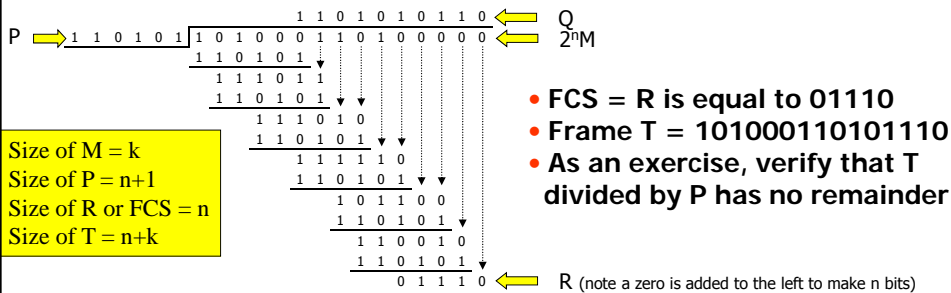 1 1 0 1 0 1 0 1 1 0 Q
P 1 1 0 1 0 1 1 0 1 0 0 0 1 1 0 1 0 0 0 0 0 2ⁿM
1 1 0 1 0 1
1 1 1 0 1 1
1 1 0 1 0 1
1 1 1 0 1 0
1 1 0 1 0 1
1 1 1 1 1 0
1 1 0 1 0 1
1 0 1 1 0 0
1 1 0 1 0 1
1 1 0 0 1 0
1 1 0 1 0 1
0 1 1 1 0 R (note a zero is added to the left to make n bits)
Size of M = k
Size of P = n+1
Size of R or FCS = n
Size of T = n+k
• FCS = R is equal to 01110
• Frame T = 101000110101110
• As an exercise, verify that T
divided by P has no remainder